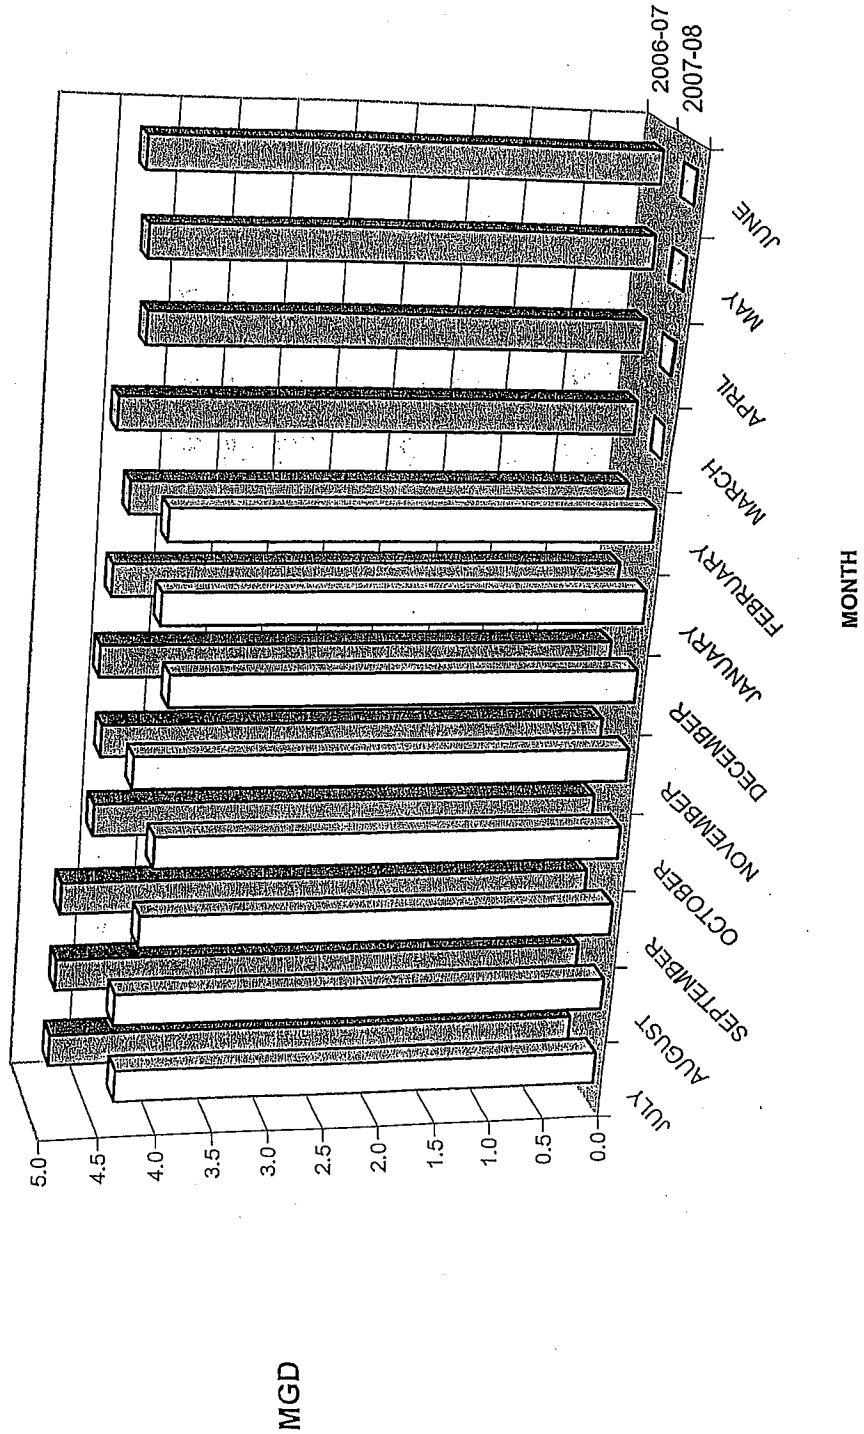 MGD
5.0
4.5
4.0
3.5
3.0
2.5
2.0
1.5
1.0
0.5
0.0
JULY
AUGUST
SEPTEMBER
OCTOBER
NOVEMBER
DECEMBER
JANUARY
FEBRUARY
MARCH
APRIL
MAY
JUNE
2006-07
2007-08
MONTH